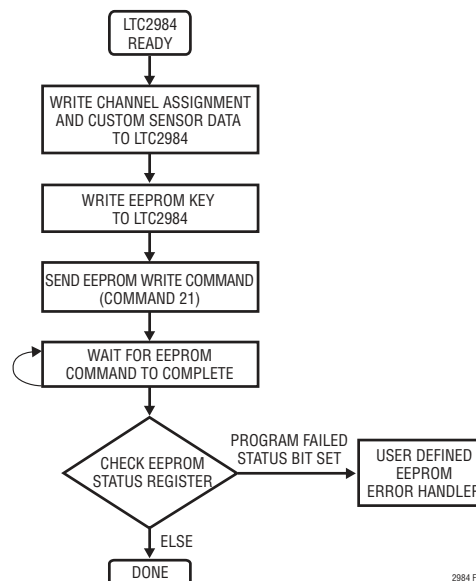 LTC2984
READY
WRITE CHANNEL ASSIGNMENT
AND CUSTOM SENSOR DATA
TO LTC2984
WRITE EEPROM KEY
TO LTC2984
SEND EEPROM WRITE COMMAND
(COMMAND 21)
WAIT FOR EEPROM
COMMAND TO COMPLETE
CHECK EEPROM
STATUS REGISTER
PROGRAM FAILED
STATUS BIT SET
USER DEFINED
EEPROM
ERROR HANDLER
ELSE
DONE
2984 F